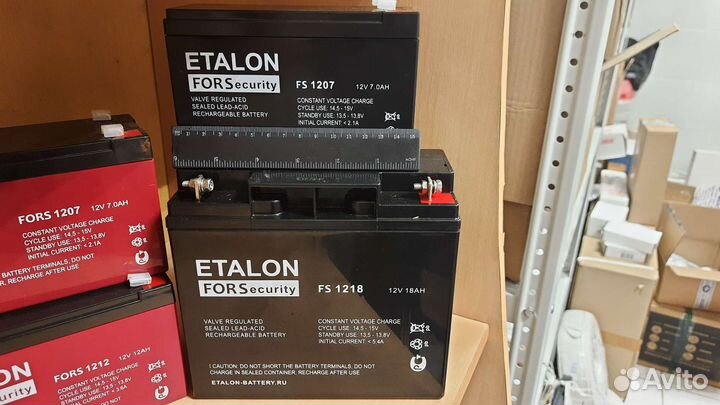 ETALON
FORSecurity
FS 1207
12V 7.0AH
VALVE REGULATED
SEALED LEAD-ACID
RECHARGEABLE BATTERY
CONSTANT VOLTAGE CHARGE
CYCLE USE: 14,5 - 15V
STANDBY USE: 13,5 - 13,8V
INITIAL CURRENT: < 2.1A
ETALON
FORSecurity
FS 1218
12V 18AH
VALVE REGULATED
SEALED LEAD-ACID
RECHARGEABLE BATTERY
CONSTANT VOLTAGE CHARGE
CYCLE USE: 14,5 - 15V
STANDBY USE: 13,5 - 13,8V
INITIAL CURRENT: < 5.4A
! CAUTION: DO NOT SHORT THE BATTERY TERMINALS, DO NOT
CHARGE IN SEALED CONTAINER, RECHARGE AFTER USE.
ETALON-BATTERY.RU
FORS 1207
12V 7.0AH
CONSTANT VOLTAGE CHARGE
CYCLE USE: 14,5 - 15V
STANDBY USE: 13,5 - 13,8V
INITIAL CURRENT: < 2.1A
BATTERY TERMINALS, DO NOT
RECHARGE AFTER USE.
FORS 1212
12V 12AH
CONSTANT VOLTAGE CHARGE
CYCLE USE: 14,5 - 15V
STANDBY USE: 13,5 - 13,8V
Avito